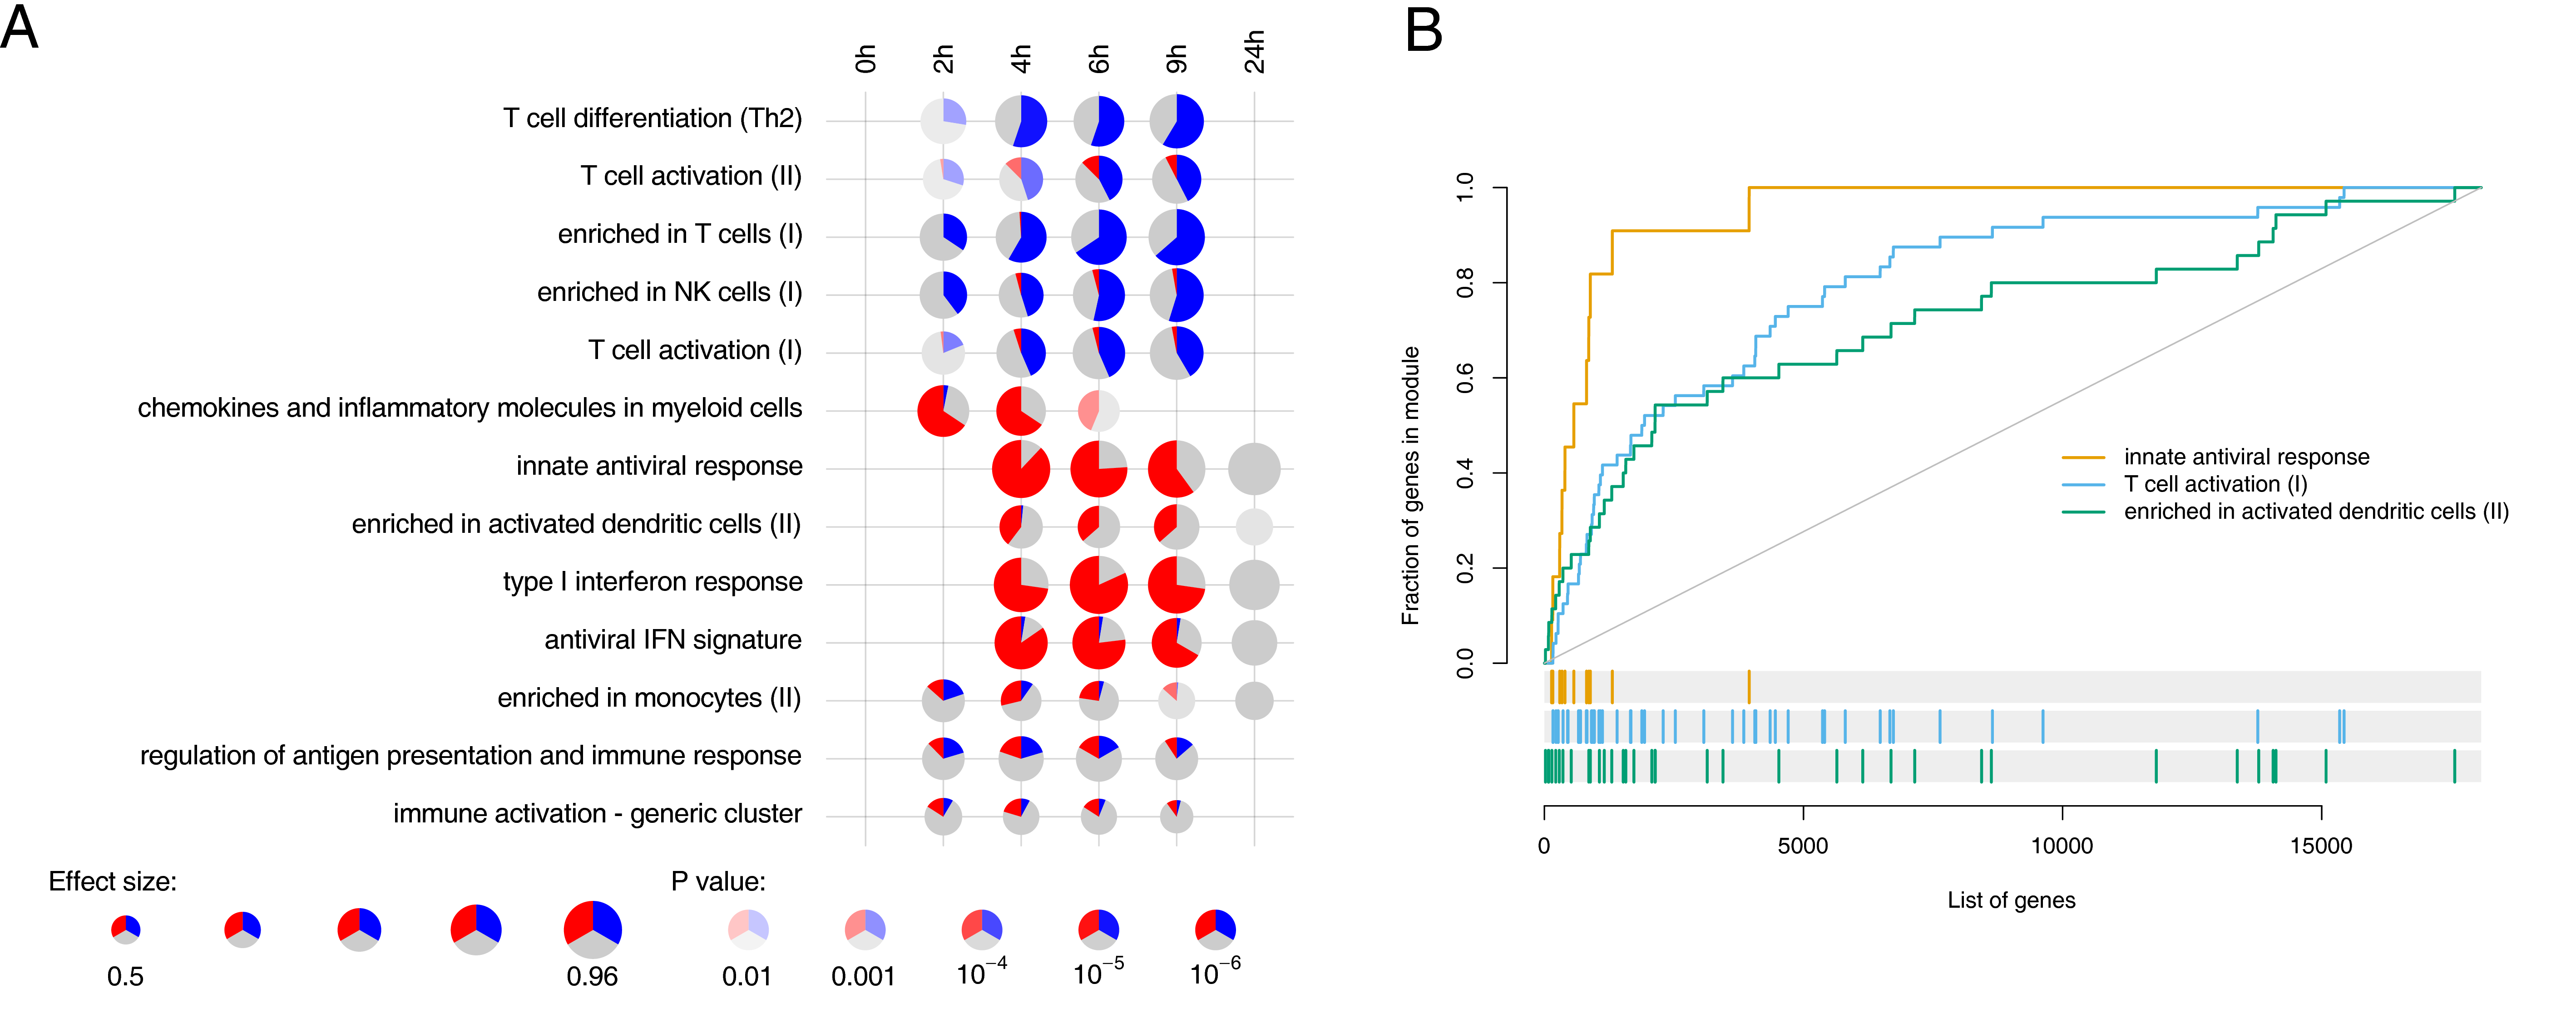 A
0h 2h 4h 6h 9h 24h
T cell differentiation (Th2)
T cell activation (II)
enriched in T cells (I)
enriched in NK cells (I)
T cell activation (I)
chemokines and inflammatory molecules in myeloid cells
innate antiviral response
enriched in activated dendritic cells (II)
type I interferon response
antiviral IFN signature
enriched in monocytes (II)
regulation of antigen presentation and immune response
immune activation - generic cluster
Effect size:
0.5 0.96
P value:
0.01 0.001 10⁻⁴ 10⁻⁵ 10⁻⁶
B
Fraction of genes in module
1.0
0.8
0.6
0.4
0.2
0.0
innate antiviral response
T cell activation (I)
enriched in activated dendritic cells (II)
0 5000 10000 15000
List of genes